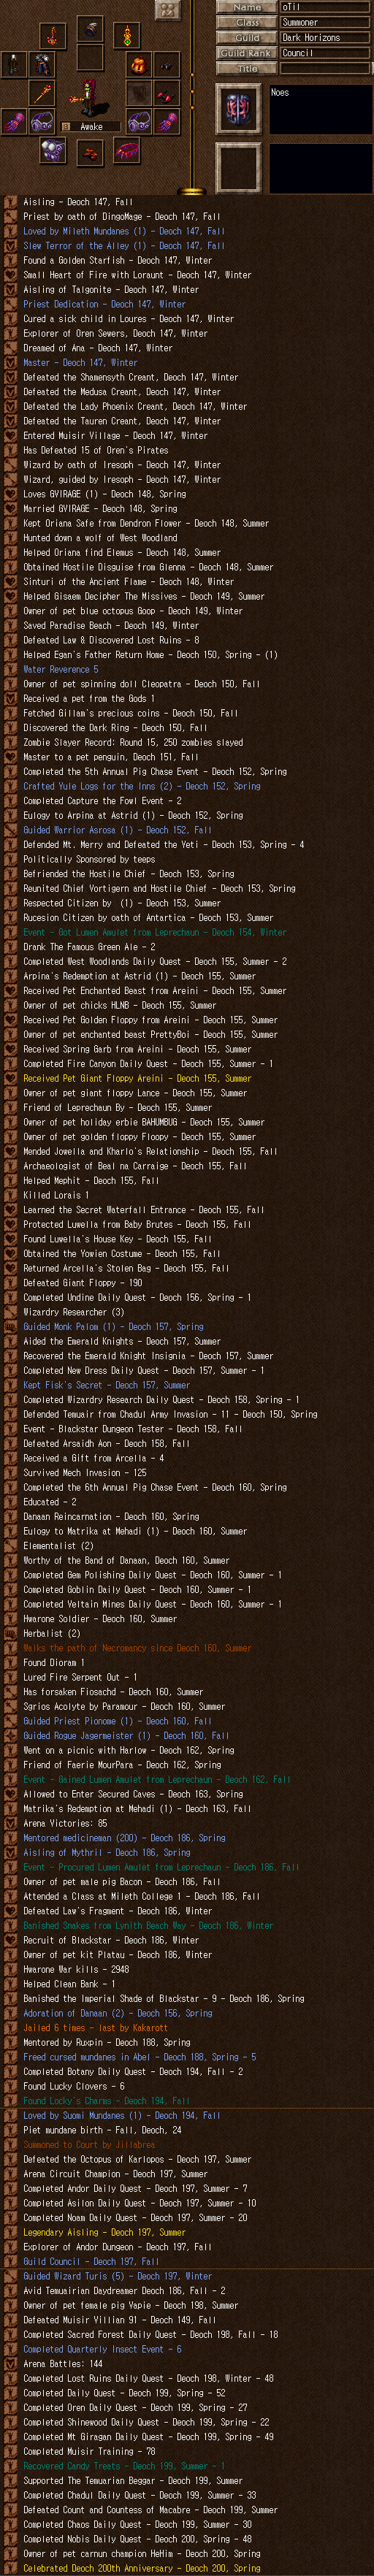 Name oTil
Class Summoner
Guild Dark Horizons
Guild Rank Council
Title
Noes
Awake
Aisling - Deoch 147, Fall
Priest by oath of DingoMage - Deoch 147, Fall
Loved by Mileth Mundanes (1) - Deoch 147, Fall
Slew Terror of the Alley (1) - Deoch 147, Fall
Found a Golden Starfish - Deoch 147, Winter
Small Heart of Fire with Loraunt - Deoch 147, Winter
Aisling of Talgonite - Deoch 147, Winter
Priest Dedication - Deoch 147, Winter
Cured a sick child in Loures - Deoch 147, Winter
Explorer of Oren Sewers, Deoch 147, Winter
Dreamed of Ana - Deoch 147, Winter
Master - Deoch 147, Winter
Defeated the Shamensyth Creant, Deoch 147, Winter
Defeated the Medusa Creant, Deoch 147, Winter
Defeated the Lady Phoenix Creant, Deoch 147, Winter
Defeated the Tauren Creant, Deoch 147, Winter
Entered Muisir Village - Deoch 147, Winter
Has Defeated 15 of Oren's Pirates
Wizard by oath of Iresoph - Deoch 147, Winter
Wizard, guided by Iresoph - Deoch 147, Winter
Loves GVIRAGE (1) - Deoch 148, Spring
Married GVIRAGE - Deoch 148, Spring
Kept Oriana Safe from Dendron Flower - Deoch 148, Summer
Hunted down a wolf of West Woodland
Helped Oriana find Elemus - Deoch 148, Summer
Obtained Hostile Disguise from Glenna - Deoch 148, Summer
Sinturi of the Ancient Flame - Deoch 148, Winter
Helped Gisaem Decipher The Missives - Deoch 149, Summer
Owner of pet blue octopus Goop - Deoch 149, Winter
Saved Paradise Beach - Deoch 149, Winter
Defeated Law & Discovered Lost Ruins - 8
Helped Egan's Father Return Home - Deoch 150, Spring - (1)
Water Reverence 5
Owner of pet spinning doll Cleopatra - Deoch 150, Fall
Received a pet from the Gods 1
Fetched Gillam's precious coins - Deoch 150, Fall
Discovered the Dark Ring - Deoch 150, Fall
Zombie Slayer Record: Round 15, 250 zombies slayed
Master to a pet penguin, Deoch 151, Fall
Completed the 5th Annual Pig Chase Event - Deoch 152, Spring
Crafted Yule Logs for the Inns (2) - Deoch 152, Spring
Completed Capture the Fowl Event - 2
Eulogy to Arpina at Astrid (1) - Deoch 152, Spring
Guided Warrior Asrosa (1) - Deoch 152, Fall
Defended Mt. Merry and Defeated the Yeti - Deoch 153, Spring - 4
Politically Sponsored by teeps
Befriended the Hostile Chief - Deoch 153, Spring
Reunited Chief Vortigern and Hostile Chief - Deoch 153, Spring
Respected Citizen by  (1) - Deoch 153, Summer
Rucesion Citizen by oath of Antartica - Deoch 153, Summer
Event - Got Lumen Amulet from Leprechaun - Deoch 154, Winter
Drank The Famous Green Ale - 2
Completed West Woodlands Daily Quest - Deoch 155, Summer - 2
Arpina's Redemption at Astrid (1) - Deoch 155, Summer
Received Pet Enchanted Beast from Areini - Deoch 155, Summer
Owner of pet chicks HLNB - Deoch 155, Summer
Received Pet Golden Floppy from Areini - Deoch 155, Summer
Owner of pet enchanted beast PrettyBoi - Deoch 155, Summer
Received Spring Garb from Areini - Deoch 155, Summer
Completed Fire Canyon Daily Quest - Deoch 155, Summer - 1
Received Pet Giant Floppy Areini - Deoch 155, Summer
Owner of pet giant floppy Lance - Deoch 155, Summer
Friend of Leprechaun By - Deoch 155, Summer
Owner of pet holiday erbie BAHUMBUG - Deoch 155, Summer
Owner of pet golden floppy Floopy - Deoch 155, Summer
Mended Jowella and Kharlo's Relationship - Deoch 155, Fall
Archaeologist of Beal na Carraige - Deoch 155, Fall
Helped Mephit - Deoch 155, Fall
Killed Lorais 1
Learned the Secret Waterfall Entrance - Deoch 155, Fall
Protected Luwella from Baby Brutes - Deoch 155, Fall
Found Luwella's House Key - Deoch 155, Fall
Obtained the Yowien Costume - Deoch 155, Fall
Returned Arcella's Stolen Bag - Deoch 155, Fall
Defeated Giant Floppy - 190
Completed Undine Daily Quest - Deoch 156, Spring - 1
Wizardry Researcher (3)
Guided Monk Palom (1) - Deoch 157, Spring
Aided the Emerald Knights - Deoch 157, Summer
Recovered the Emerald Knight Insignia - Deoch 157, Summer
Completed New Dress Daily Quest - Deoch 157, Summer - 1
Kept Fisk's Secret - Deoch 157, Summer
Completed Wizardry Research Daily Quest - Deoch 158, Spring - 1
Defended Temuair from Chadul Army Invasion - 11 - Deoch 150, Spring
Event - Blackstar Dungeon Tester - Deoch 158, Fall
Defeated Arsaidh Aon - Deoch 158, Fall
Received a Gift from Arcella - 4
Survived Mech Invasion - 125
Completed the 6th Annual Pig Chase Event - Deoch 160, Spring
Educated - 2
Danaan Reincarnation - Deoch 160, Spring
Eulogy to Matrika at Mehadi (1) - Deoch 160, Summer
Elementalist (2)
Worthy of the Band of Danaan, Deoch 160, Summer
Completed Gem Polishing Daily Quest - Deoch 160, Summer - 1
Completed Goblin Daily Quest - Deoch 160, Summer - 1
Completed Veltain Mines Daily Quest - Deoch 160, Summer - 1
Hwarone Soldier - Deoch 160, Summer
Herbalist (2)
Walks the path of Necromancy since Deoch 160, Summer
Found Dioram 1
Lured Fire Serpent Out - 1
Has forsaken Fiosachd - Deoch 160, Summer
Sgrios Acolyte by Paramour - Deoch 160, Summer
Guided Priest Pionome (1) - Deoch 160, Fall
Guided Rogue Jagermeister (1) - Deoch 160, Fall
Went on a picnic with Harlow - Deoch 162, Spring
Friend of Faerie MourPara - Deoch 162, Spring
Event - Gained Lumen Amulet from Leprechaun - Deoch 162, Fall
Allowed to Enter Secured Caves - Deoch 163, Spring
Matrika's Redemption at Mehadi (1) - Deoch 163, Fall
Arena Victories: 85
Mentored medicineman (200) - Deoch 186, Spring
Aisling of Mythril - Deoch 186, Spring
Event - Procured Lumen Amulet from Leprechaun - Deoch 186, Fall
Owner of pet male pig Bacon - Deoch 186, Fall
Attended a Class at Mileth College 1 - Deoch 186, Fall
Defeated Law's Fragment - Deoch 186, Winter
Banished Snakes from Lynith Beach Way - Deoch 186, Winter
Recruit of Blackstar - Deoch 186, Winter
Owner of pet kit Platau - Deoch 186, Winter
Hwarone War kills - 2948
Helped Clean Bank - 1
Banished the Imperial Shade of Blackstar - 9 - Deoch 186, Spring
Adoration of Danaan (2) - Deoch 156, Spring
Jailed 6 times - last by Kakarott
Mentored by Ruxpin - Deoch 188, Spring
Freed cursed mundanes in Abel - Deoch 188, Spring - 5
Completed Botany Daily Quest - Deoch 194, Fall - 2
Found Lucky Clovers - 6
Found Locky's Charms - Deoch 194, Fall
Loved by Suomi Mundanes (1) - Deoch 194, Fall
Piet mundane birth - Fall, Deoch, 24
Summoned to Court by Jillabrea
Defeated the Octopus of Karlopos - Deoch 197, Summer
Arena Circuit Champion - Deoch 197, Summer
Completed Andor Daily Quest - Deoch 197, Summer - 7
Completed Asilon Daily Quest - Deoch 197, Summer - 10
Completed Noam Daily Quest - Deoch 197, Summer - 20
Legendary Aisling - Deoch 197, Summer
Explorer of Andor Dungeon - Deoch 197, Fall
Guild Council - Deoch 197, Fall
Guided Wizard Turis (5) - Deoch 197, Winter
Avid Temuairian Daydreamer Deoch 186, Fall - 2
Owner of pet female pig Vapie - Deoch 198, Summer
Defeated Muisir Villian 91 - Deoch 149, Fall
Completed Sacred Forest Daily Quest - Deoch 198, Fall - 18
Completed Quarterly Insect Event - 6
Arena Battles: 144
Completed Lost Ruins Daily Quest - Deoch 198, Winter - 48
Completed Daily Quest - Deoch 199, Spring - 52
Completed Oren Daily Quest - Deoch 199, Spring - 27
Completed Shinewood Daily Quest - Deoch 199, Spring - 22
Completed Mt Giragan Daily Quest - Deoch 199, Spring - 49
Completed Muisir Training - 78
Recovered Candy Treats - Deoch 199, Summer - 1
Supported The Temuarian Beggar - Deoch 199, Summer
Completed Chadul Daily Quest - Deoch 199, Summer - 33
Defeated Count and Countess of Macabre - Deoch 199, Summer
Completed Chaos Daily Quest - Deoch 199, Summer - 30
Completed Nobis Daily Quest - Deoch 200, Spring - 48
Owner of pet carnun champion HeHim - Deoch 200, Spring
Celebrated Deoch 200th Anniversary - Deoch 200, Spring